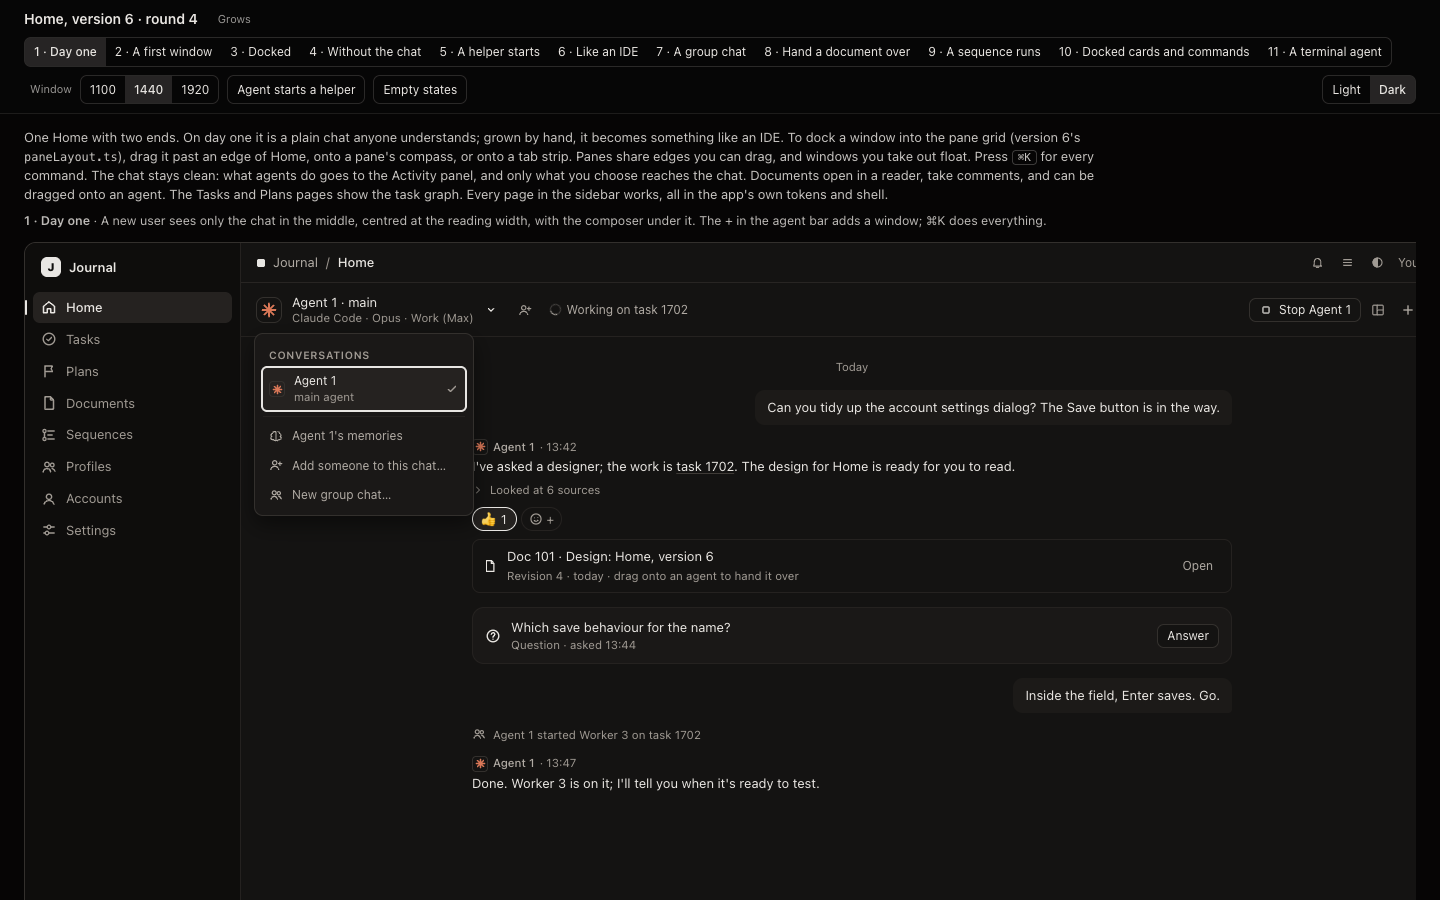 Home, version 6 · round 4 Grows
1 · Day one 2 · A first window 3 · Docked 4 · Without the chat 5 · A helper starts 6 · Like an IDE 7 · A group chat 8 · Hand a document over 9 · A sequence runs 10 · Docked cards and commands 11 · A terminal agent
Window 1100 1440 1920 Agent starts a helper Empty states Light Dark
One Home with two ends. On day one it is a plain chat anyone understands; grown by hand, it becomes something like an IDE. To dock a window into the pane grid (version 6's
paneLayout.ts), drag it past an edge of Home, onto a pane's compass, or onto a tab strip. Panes share edges you can drag, and windows you take out float. Press ⌘K for every
command. The chat stays clean: what agents do goes to the Activity panel, and only what you choose reaches the chat. Documents open in a reader, take comments, and can be
dragged onto an agent. The Tasks and Plans pages show the task graph. Every page in the sidebar works, all in the app's own tokens and shell.
1 · Day one · A new user sees only the chat in the middle, centred at the reading width, with the composer under it. The + in the agent bar adds a window; ⌘K does everything.
J Journal
Home
Tasks
Plans
Documents
Sequences
Profiles
Accounts
Settings
Journal / Home
You
Agent 1 · main
Claude Code · Opus · Work (Max)
Working on task 1702
Stop Agent 1
CONVERSATIONS
Agent 1
main agent
Agent 1's memories
Add someone to this chat...
New group chat...
Today
Can you tidy up the account settings dialog? The Save button is in the way.
Agent 1 · 13:42
I've asked a designer; the work is task 1702. The design for Home is ready for you to read.
Looked at 6 sources
👍 1 +
Doc 101 · Design: Home, version 6
Revision 4 · today · drag onto an agent to hand it over
Open
Which save behaviour for the name?
Question · asked 13:44
Answer
Inside the field, Enter saves. Go.
Agent 1 started Worker 3 on task 1702
Agent 1 · 13:47
Done. Worker 3 is on it; I'll tell you when it's ready to test.